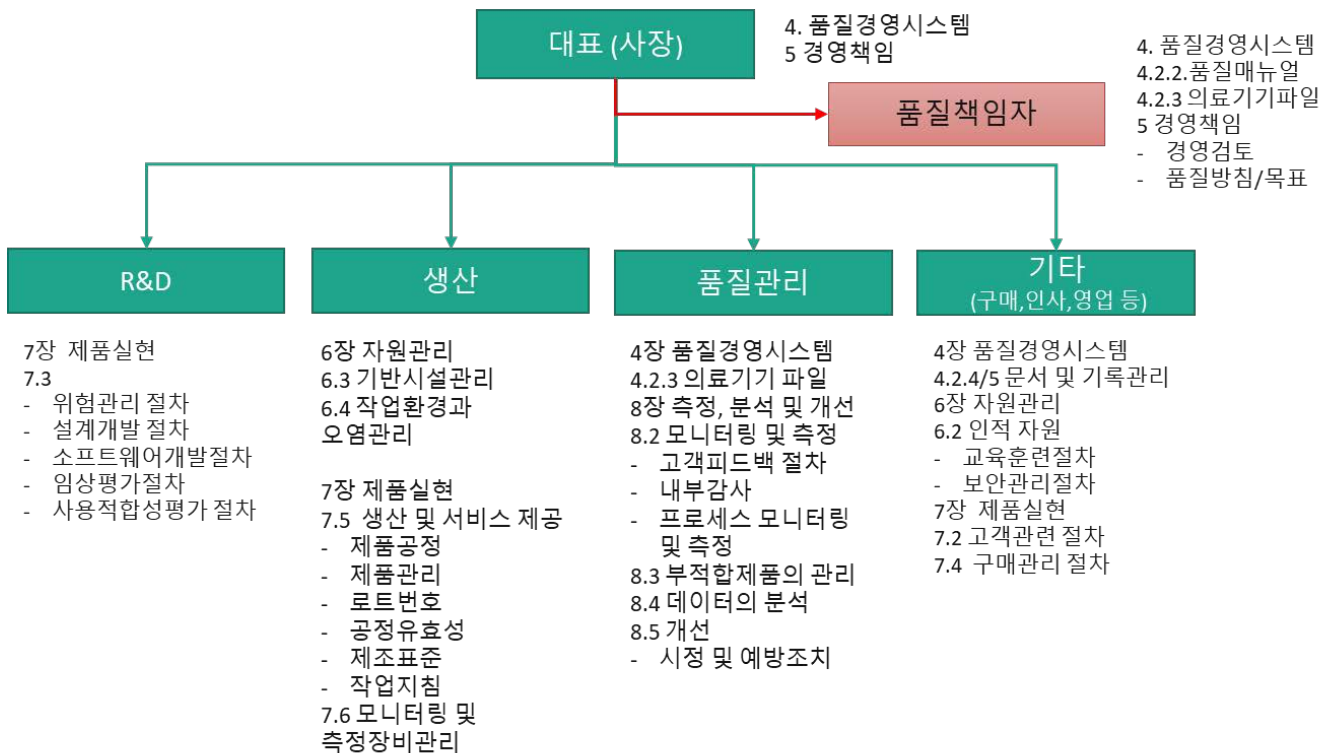 대표 (사장)
4. 품질경영시스템
5 경영책임
품질책임자
4. 품질경영시스템
4.2.2.품질매뉴얼
4.2.3 의료기기파일
5 경영책임
- 경영검토
- 품질방침/목표
R&D
7장 제품실현
7.3
- 위험관리 절차
- 설계개발 절차
- 소프트웨어개발절차
- 임상평가절차
- 사용적합성평가 절차
생산
6장 자원관리
6.3 기반시설관리
6.4 작업환경과
오염관리
7장 제품실현
7.5 생산 및 서비스 제공
- 제품공정
- 제품관리
- 로트번호
- 공정유효성
- 제조표준
- 작업지침
7.6 모니터링 및
측정장비관리
품질관리
4장 품질경영시스템
4.2.3 의료기기 파일
8장 측정, 분석 및 개선
8.2 모니터링 및 측정
- 고객피드백 절차
- 내부감사
- 프로세스 모니터링
및 측정
8.3 부적합제품의 관리
8.4 데이터의 분석
8.5 개선
- 시정 및 예방조치
기타
(구매,인사,영업 등)
4장 품질경영시스템
4.2.4/5 문서 및 기록관리
6장 자원관리
6.2 인적 자원
- 교육훈련절차
- 보안관리절차
7장 제품실현
7.2 고객관련 절차
7.4 구매관리 절차